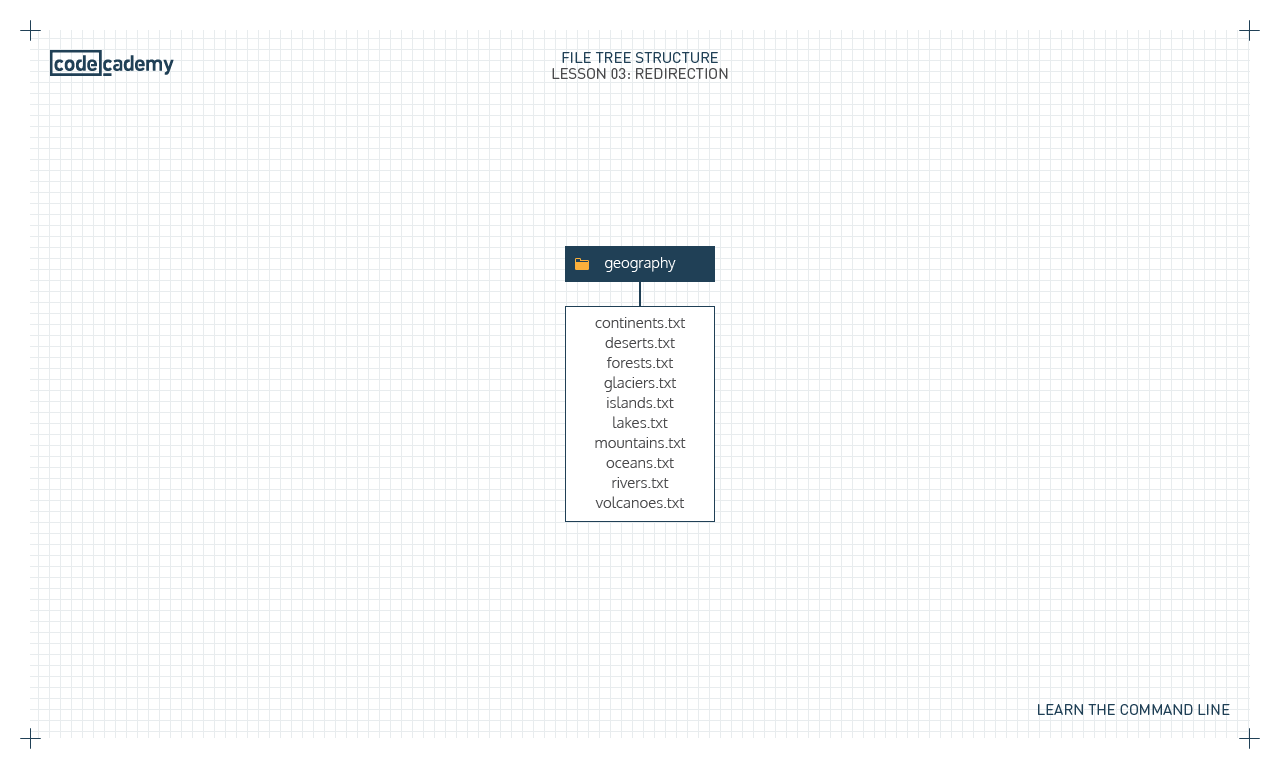 codecademy
FILE TREE STRUCTURE
LESSON 03: REDIRECTION
geography
continents.txt
deserts.txt
forests.txt
glaciers.txt
islands.txt
lakes.txt
mountains.txt
oceans.txt
rivers.txt
volcanoes.txt
LEARN THE COMMAND LINE